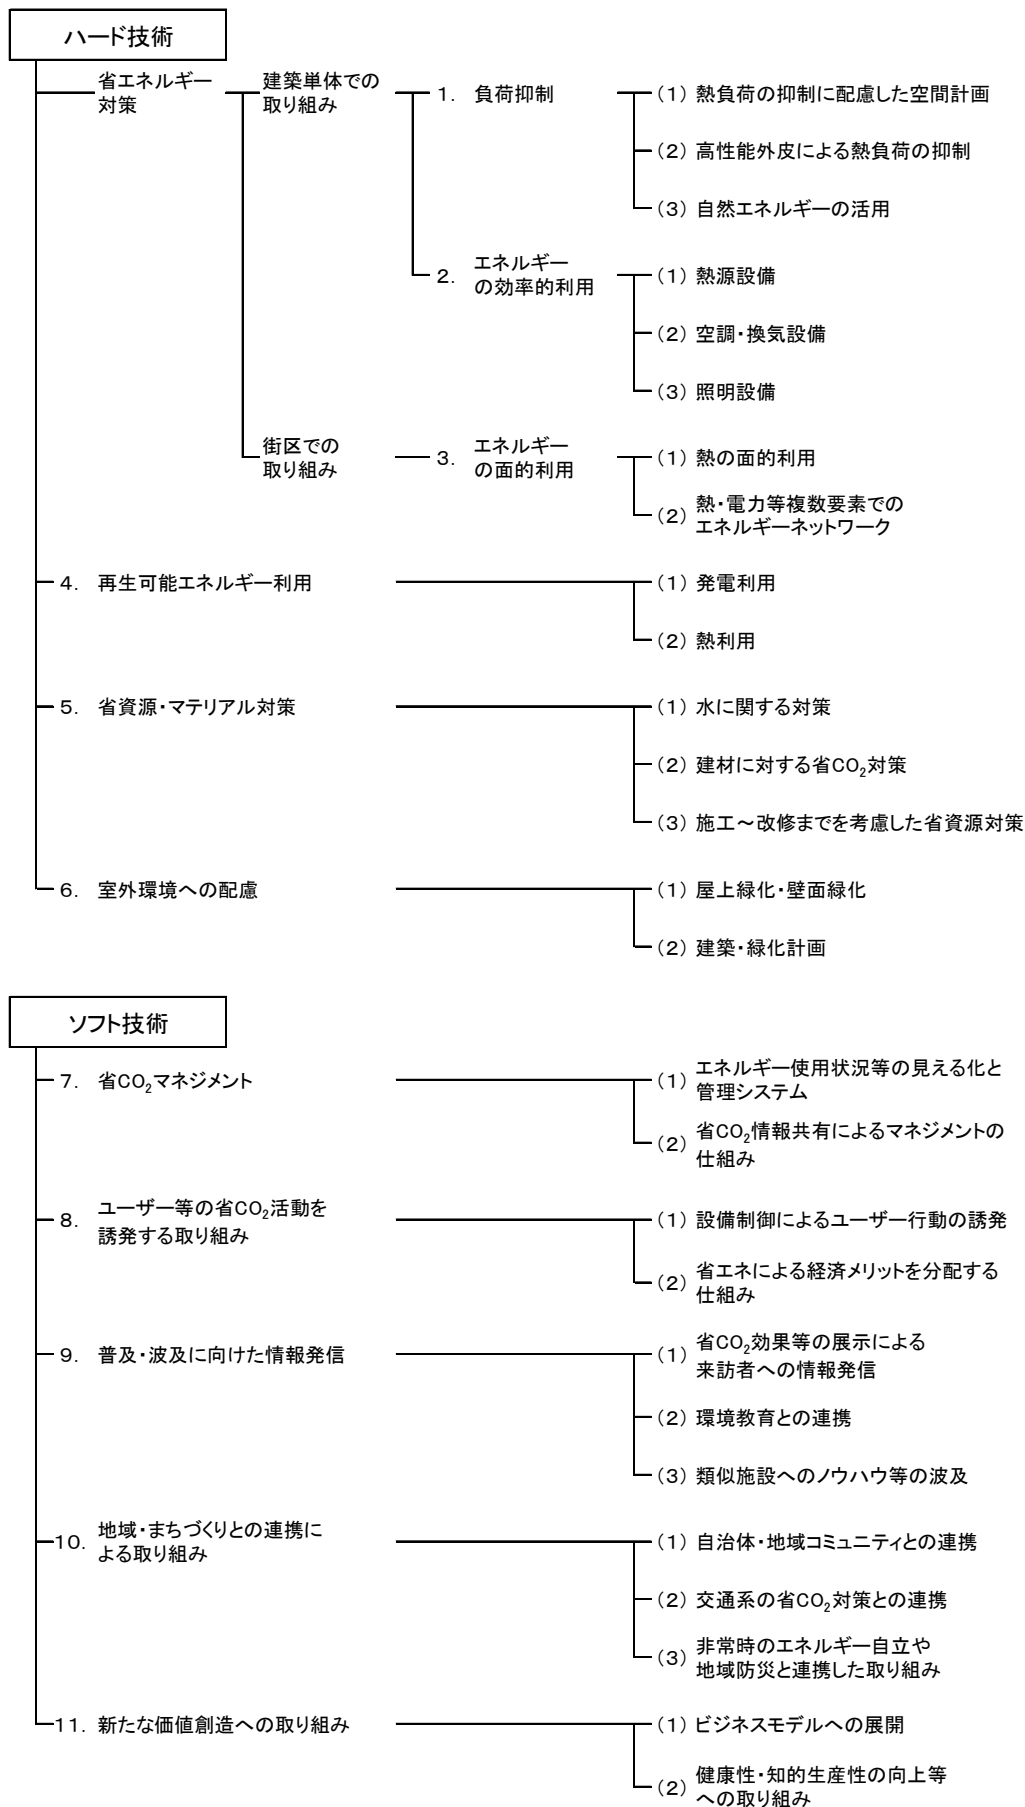 ハード技術
省エネルギー
対策
建築単体での
取り組み
1. 負荷抑制
(1) 熱負荷の抑制に配慮した空間計画
(2) 高性能外皮による熱負荷の抑制
(3) 自然エネルギーの活用
2. エネルギー
の効率的利用
(1) 熱源設備
(2) 空調・換気設備
(3) 照明設備
街区での
取り組み
3. エネルギー
の面的利用
(1) 熱の面的利用
(2) 熱・電力等複数要素での
エネルギーネットワーク
4. 再生可能エネルギー利用
(1) 発電利用
(2) 熱利用
5. 省資源・マテリアル対策
(1) 水に関する対策
(2) 建材に対する省CO₂対策
(3) 施工～改修までを考慮した省資源対策
6. 室外環境への配慮
(1) 屋上緑化・壁面緑化
(2) 建築・緑化計画
ソフト技術
7. 省CO₂マネジメント
(1) エネルギー使用状況等の見える化と
管理システム
(2) 省CO₂情報共有によるマネジメントの
仕組み
8. ユーザー等の省CO₂活動を
誘発する取り組み
(1) 設備制御によるユーザー行動の誘発
(2) 省エネによる経済メリットを分配する
仕組み
9. 普及・波及に向けた情報発信
(1) 省CO₂効果等の展示による
来訪者への情報発信
(2) 環境教育との連携
(3) 類似施設へのノウハウ等の波及
10. 地域・まちづくりとの連携に
よる取り組み
(1) 自治体・地域コミュニティとの連携
(2) 交通系の省CO₂対策との連携
(3) 非常時のエネルギー自立や
地域防災と連携した取り組み
11. 新たな価値創造への取り組み
(1) ビジネスモデルへの展開
(2) 健康性・知的生産性の向上等
への取り組み